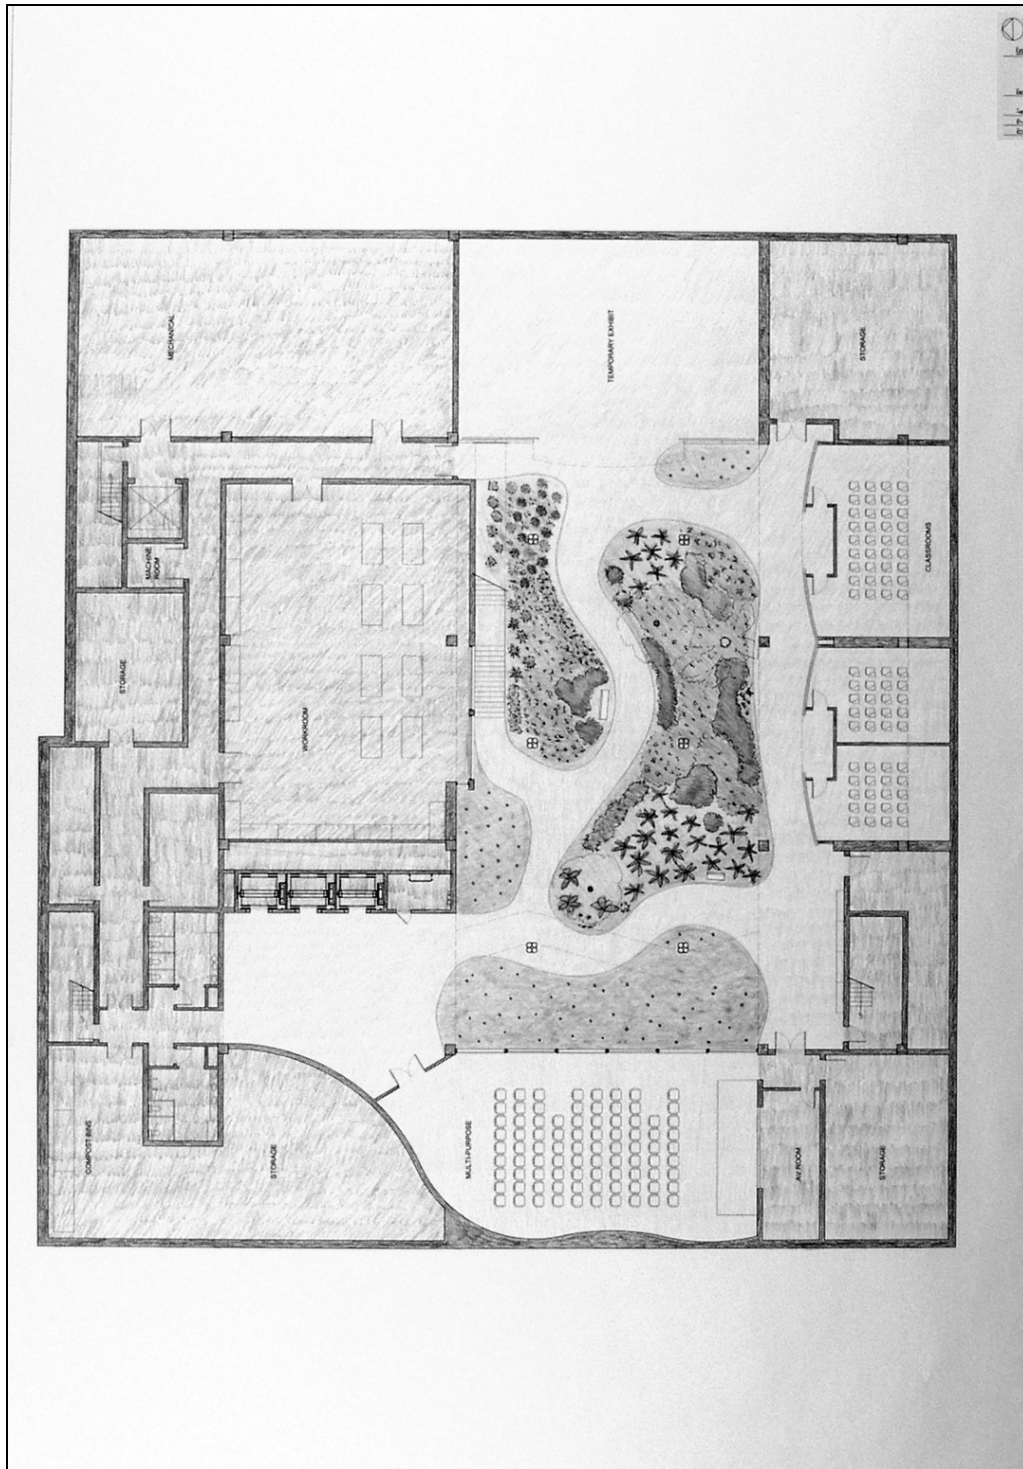 COMPOST BINS
STORAGE
MACHINE
ROOM
MECHANICAL
STORAGE
WORKROOM
MULTI-PURPOSE
TEMPORARY EXHIBIT
AV ROOM
STORAGE
STORAGE
CLASSROOMS